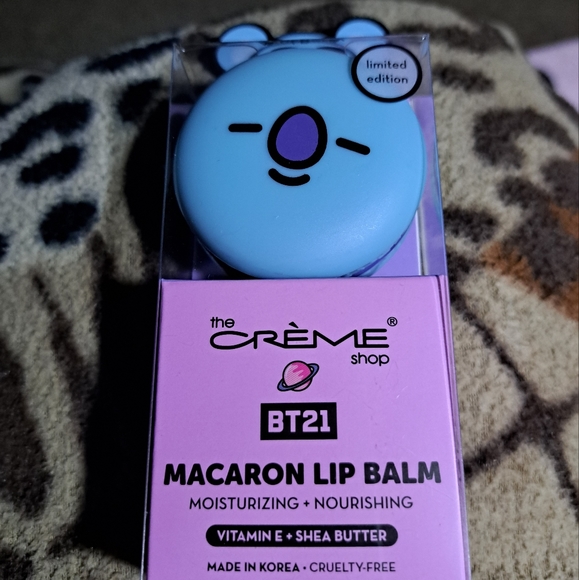 limited
edition
the
CRÈME®
shop
BT21
MACARON LIP BALM
MOISTURIZING + NOURISHING
VITAMIN E + SHEA BUTTER
MADE IN KOREA • CRUELTY-FREE